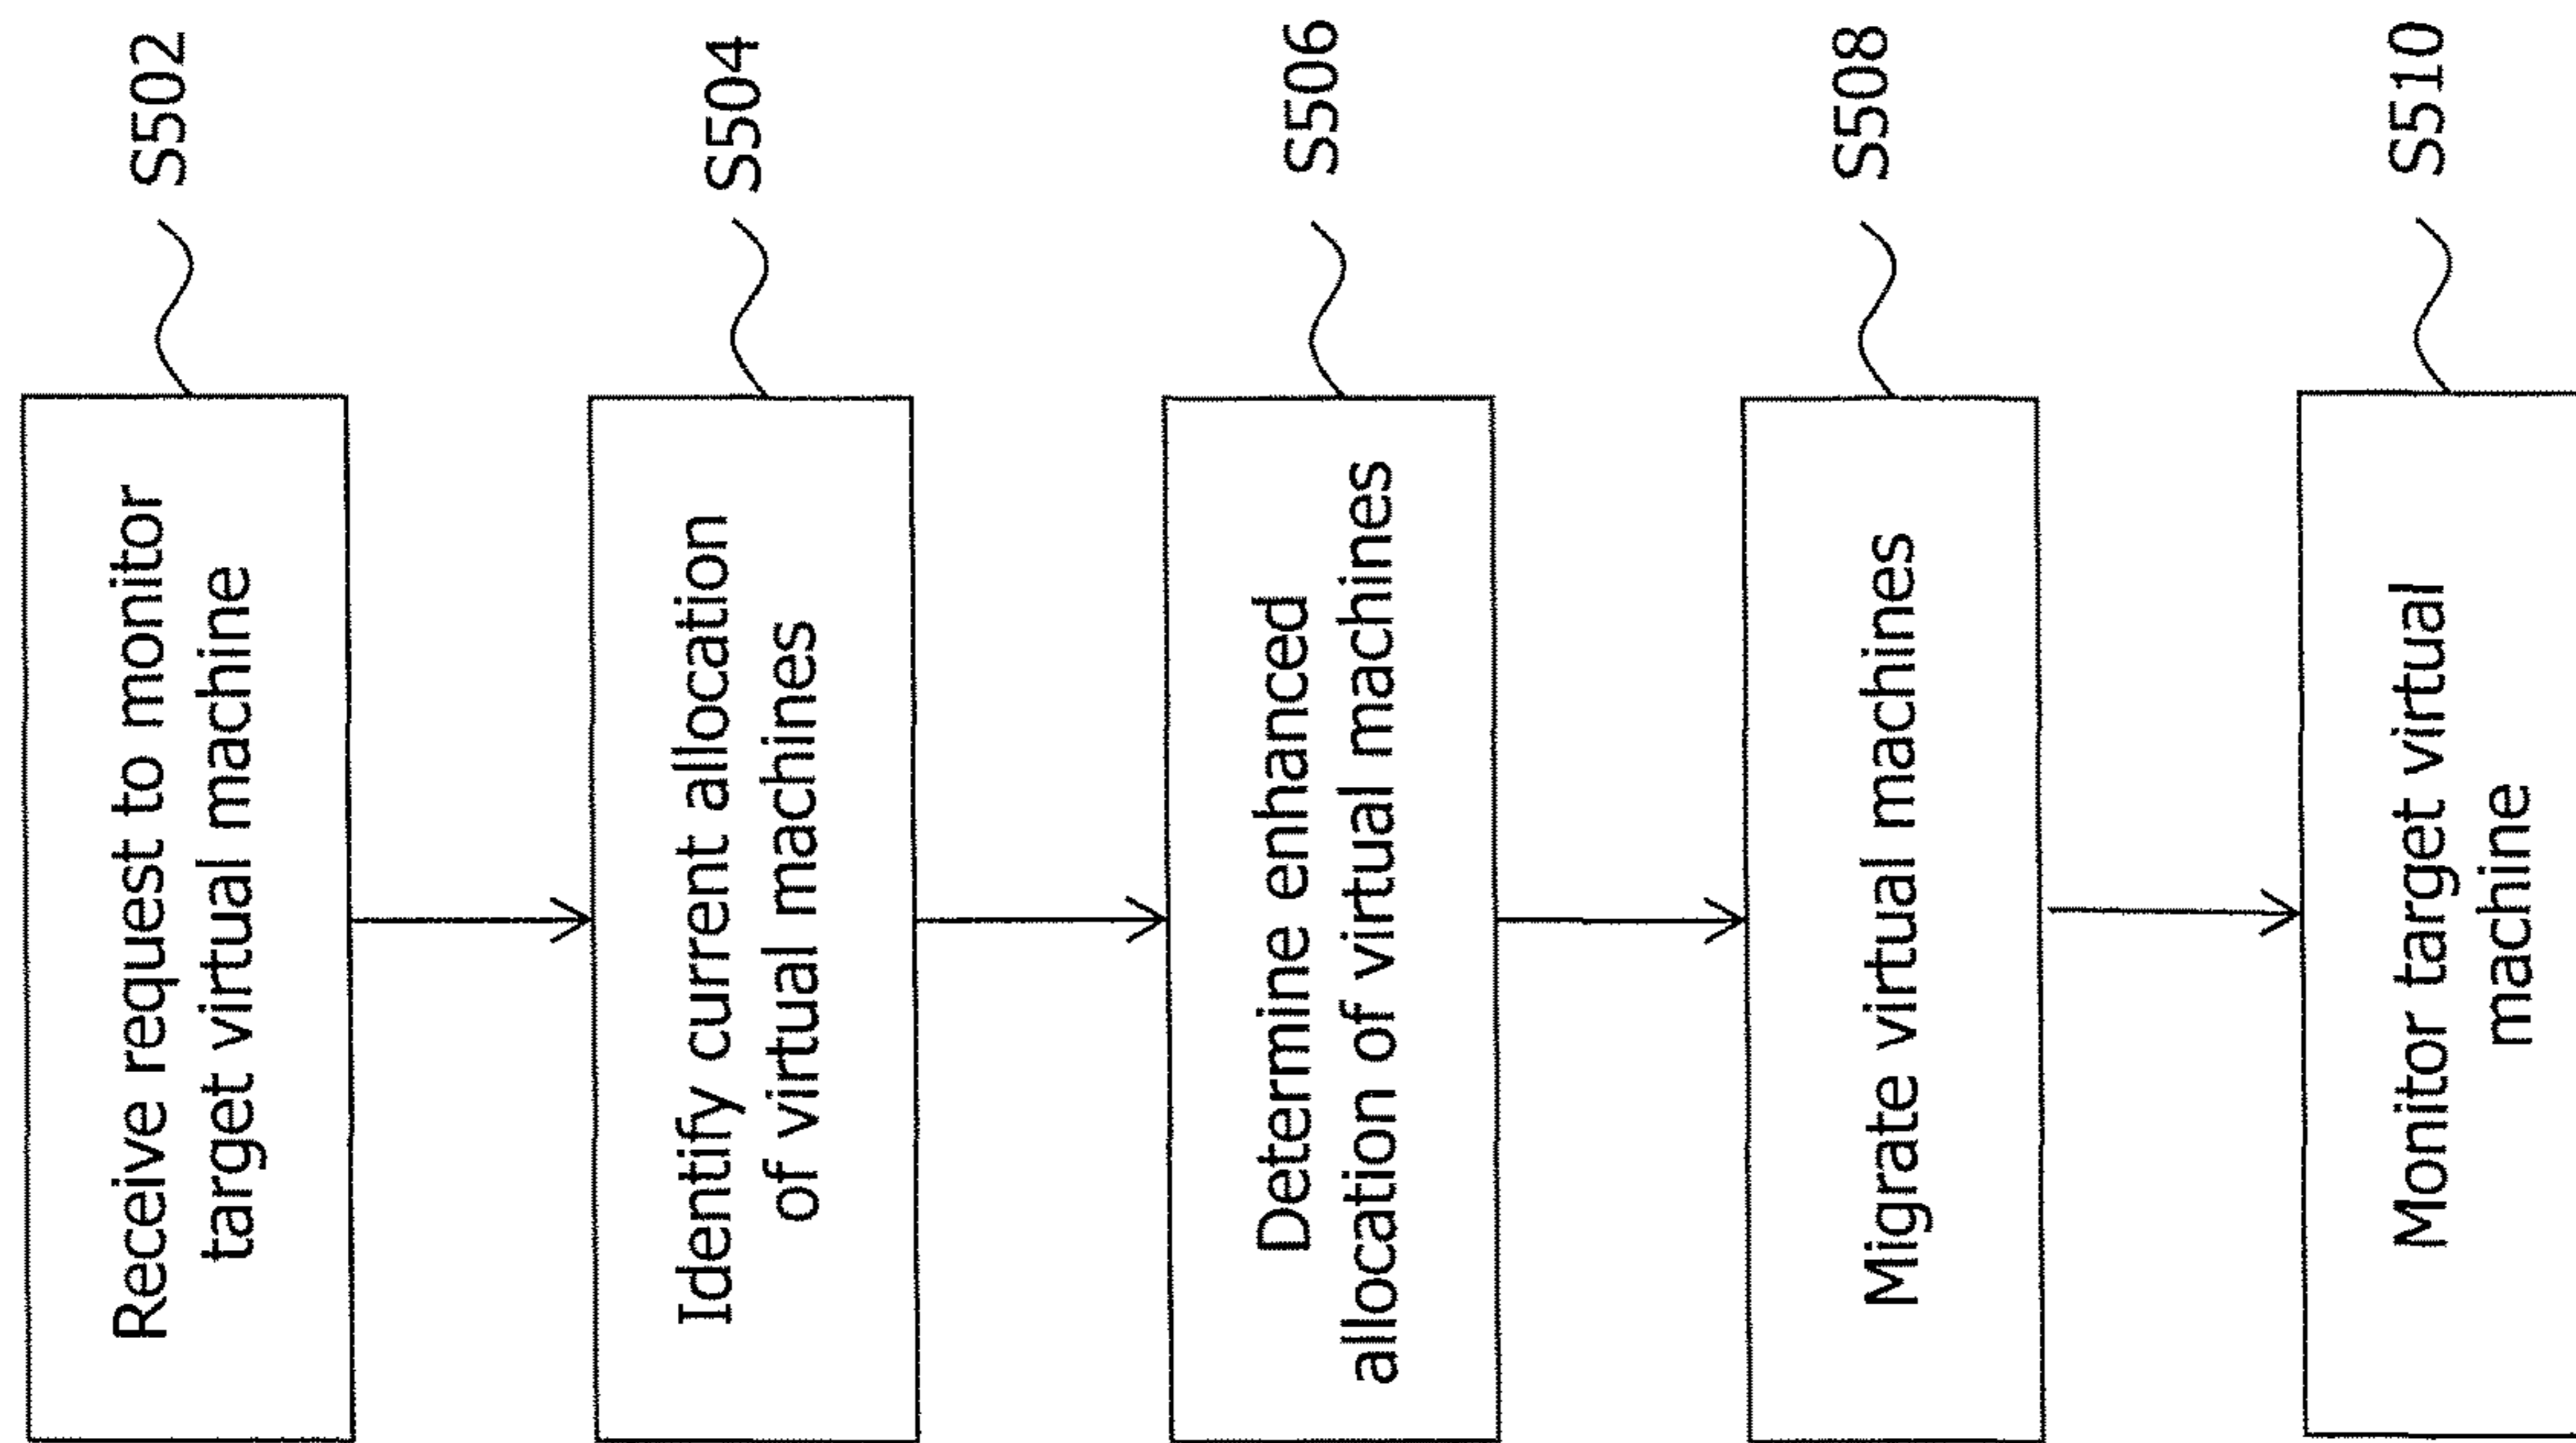 Receive request to monitor
target virtual machine
S502
Identify current allocation
of virtual machines
S504
Determine enhanced
allocation of virtual machines
S506
Migrate virtual machines
S508
Monitor target virtual
machine
S510